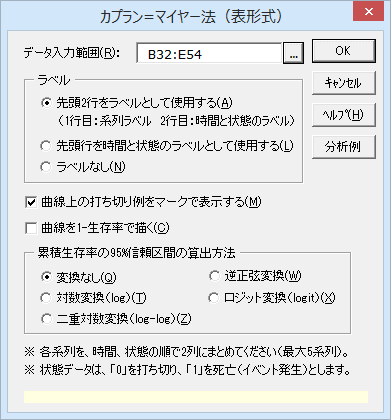 カプラン=マイヤー法（表形式）
データ入力範囲(R):
B32:E54
...
OK
キャンセル
ヘルプ(H)
分析例
ラベル
先頭2行をラベルとして使用する(A)
（1行目：系列ラベル　2行目：時間と状態のラベル）
先頭行を時間と状態のラベルとして使用する(L)
ラベルなし(N)
曲線上の打ち切り例をマークで表示する(M)
曲線を1-生存率で描く(C)
累積生存率の95%信頼区間の算出方法
変換なし(Q)
逆正弦変換(W)
対数変換(log)(T)
ロジット変換(logit)(X)
二重対数変換(log-log)(Z)
※ 各系列を、時間、状態の順で2列にまとめてください（最大5系列）。
※ 状態データは、「0」を打ち切り、「1」を死亡（イベント発生）とします。